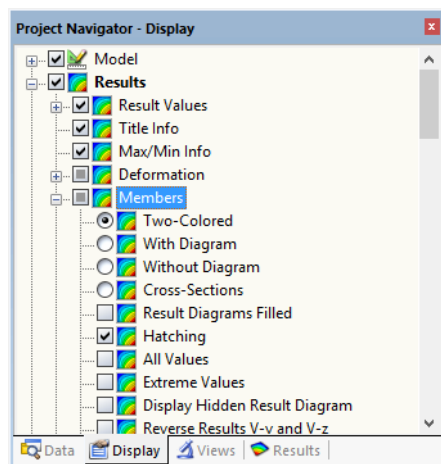 Project Navigator - Display
Model
Results
Result Values
Title Info
Max/Min Info
Deformation
Members
Two-Colored
With Diagram
Without Diagram
Cross-Sections
Result Diagrams Filled
Hatching
All Values
Extreme Values
Display Hidden Result Diagram
Reverse Results V-y and V-z
Data Display Views Results